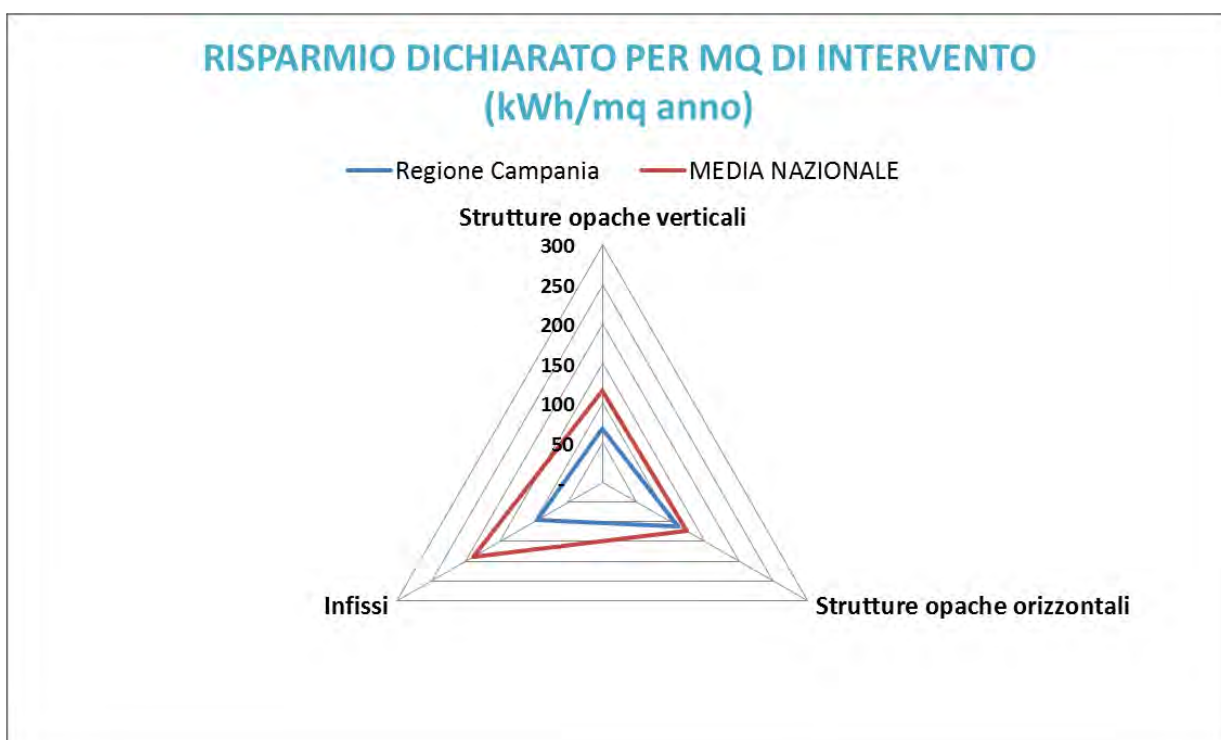 RISPARMIO DICHIARATO PER MQ DI INTERVENTO
(kWh/mq anno)
Regione Campania MEDIA NAZIONALE
Strutture opache verticali
300
250
200
150
100
50
-
Infissi
Strutture opache orizzontali